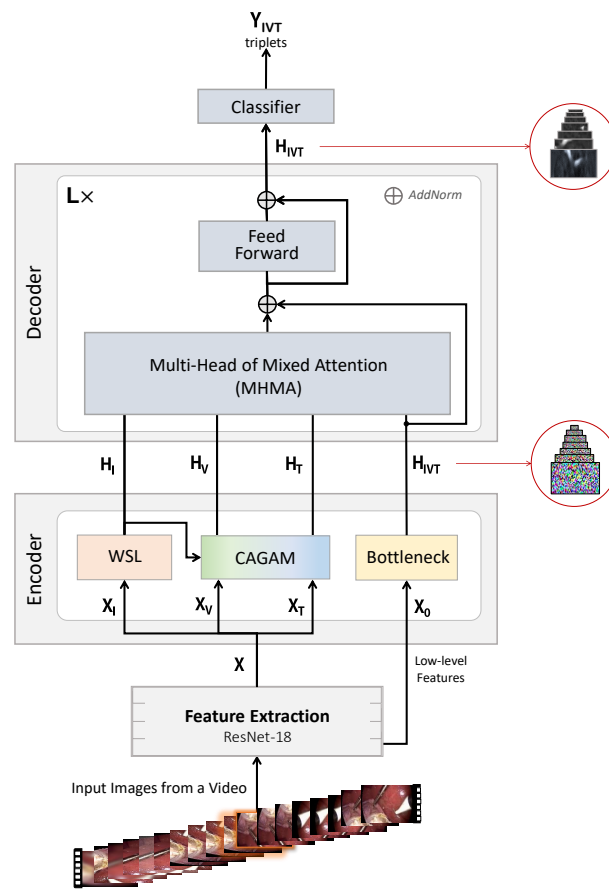 Y_IVT
triplets
Classifier
H_IVT
L×
⊕ AddNorm
Feed
Forward
Decoder
Multi-Head of Mixed Attention
(MHMA)
H_I H_V H_T H_IVT
Encoder
WSL CAGAM Bottleneck
X_I X_V X_T X_0
X
Low-level
Features
Feature Extraction
ResNet-18
Input Images from a Video